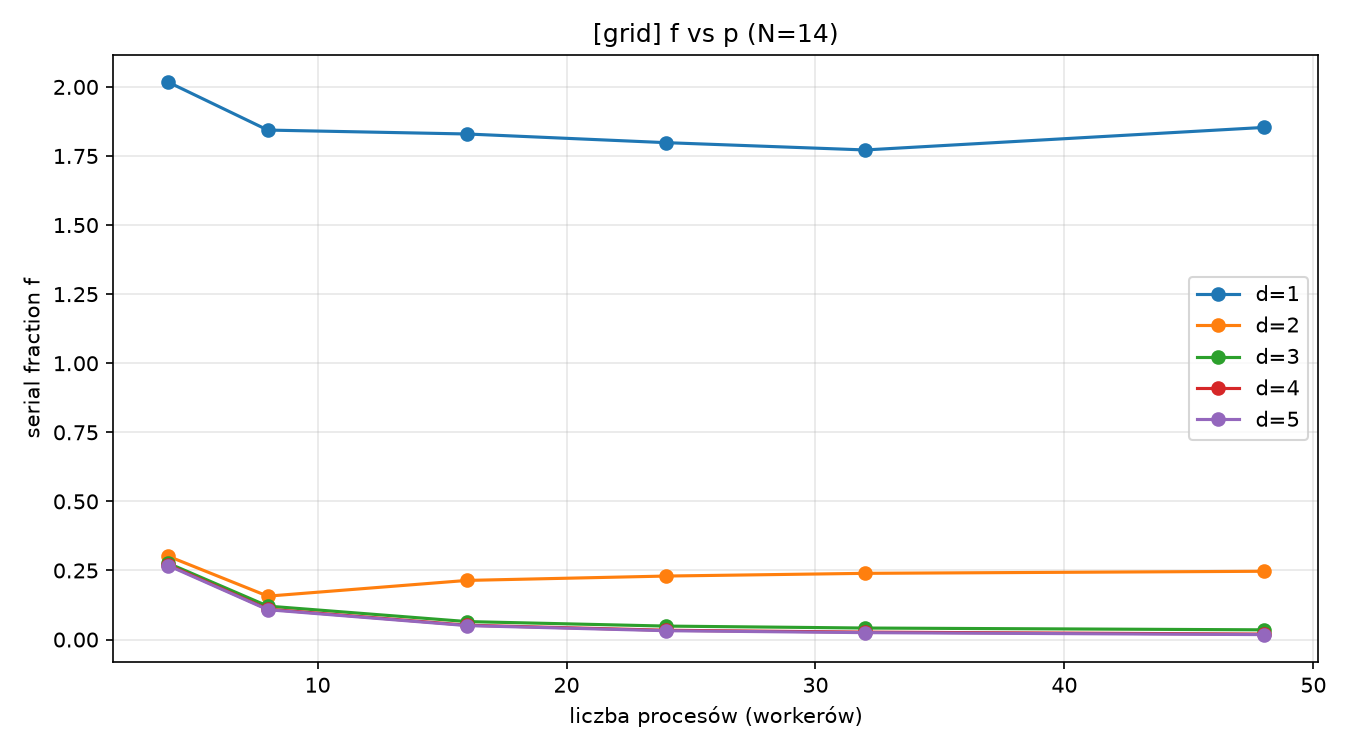 [grid] f vs p (N=14)
serial fraction f
2.00
1.75
1.50
1.25
1.00
0.75
0.50
0.25
0.00
d=1
d=2
d=3
d=4
d=5
10 20 30 40 50
liczba procesów (workerów)